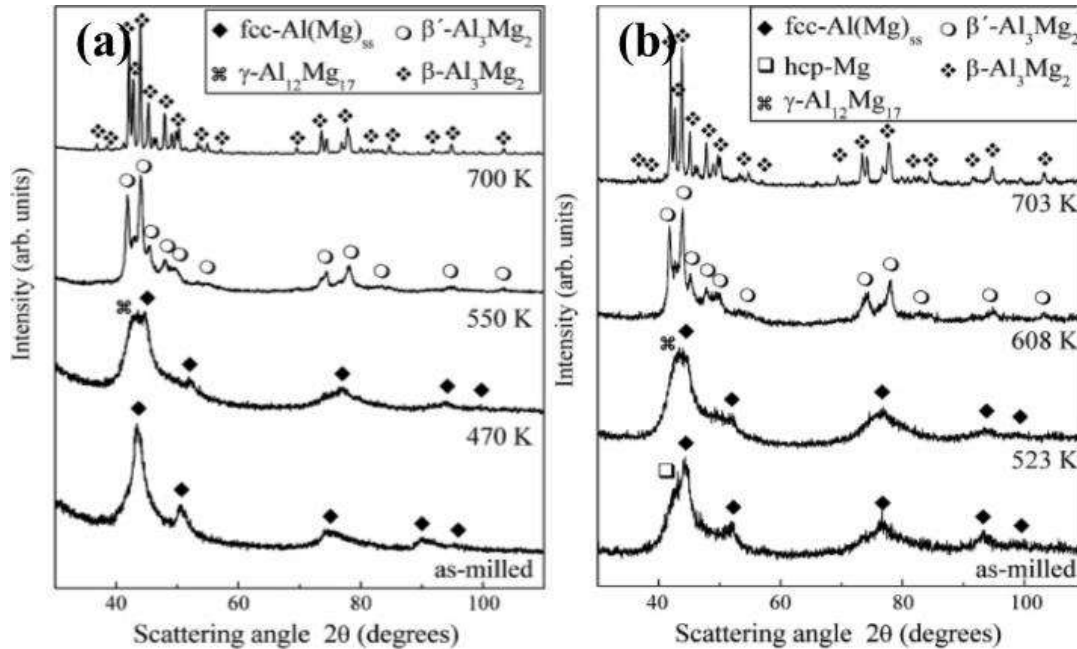 (a)
◆ fcc-Al(Mg)ss ○ β´-Al3Mg2
⌘ γ-Al12Mg17 ❖ β-Al3Mg2
700 K
550 K
470 K
as-milled
Intensity (arb. units)
40 60 80 100
Scattering angle 2θ (degrees)
(b)
◆ fcc-Al(Mg)ss ○ β´-Al3Mg2
❑ hcp-Mg ❖ β-Al3Mg2
⌘ γ-Al12Mg17
703 K
608 K
523 K
as-milled
Intensity (arb. units)
40 60 80 100
Scattering angle 2θ (degrees)